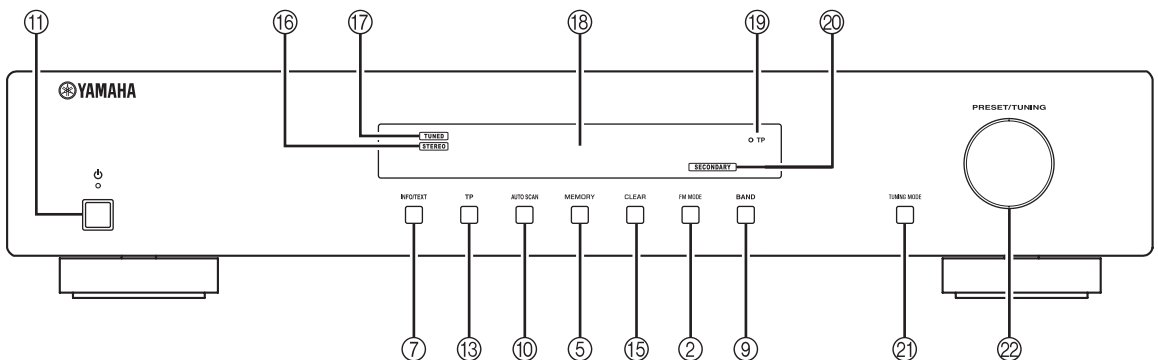 ⑪ ⑯ ⑰ ⑱ ⑲ ⑳
YAMAHA
PRESET/TUNING
TUNED
STEREO
TP
SECONDARY
INFO/TEXT TP AUTO SCAN MEMORY CLEAR FM MODE BAND TUNING MODE
⑦ ⑬ ⑩ ⑤ ⑮ ② ⑨ ㉑ ㉒